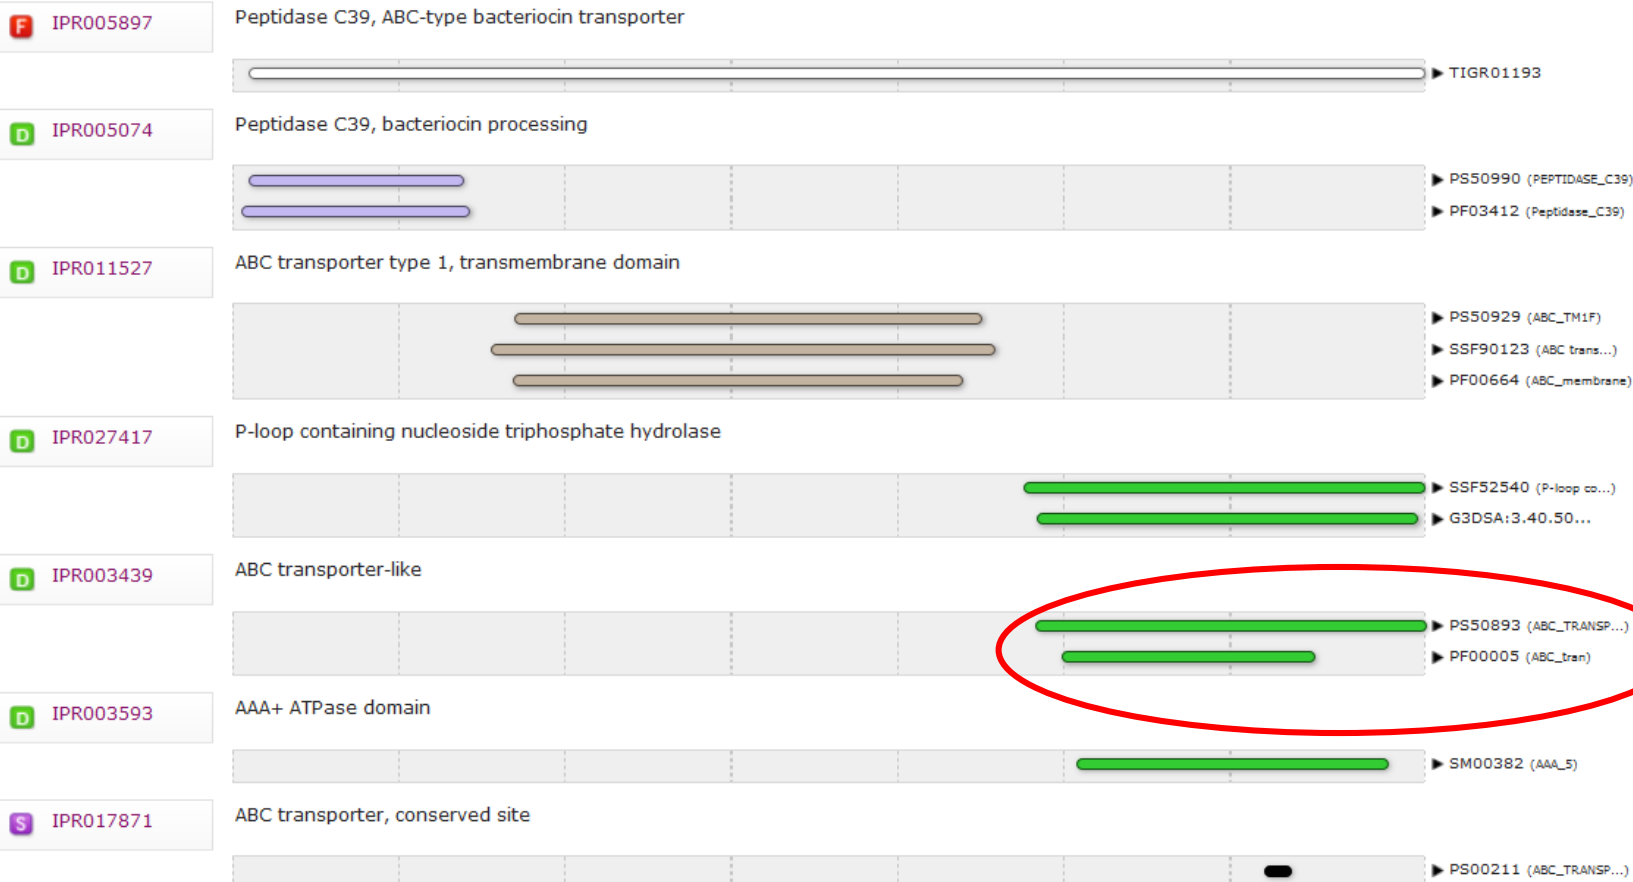 F IPR005897 Peptidase C39, ABC-type bacteriocin transporter
TIGR01193
D IPR005074 Peptidase C39, bacteriocin processing
PS50990 (PEPTIDASE_C39)
PF03412 (Peptidase_C39)
D IPR011527 ABC transporter type 1, transmembrane domain
PS50929 (ABC_TM1F)
SSF90123 (ABC trans...)
PF00664 (ABC_membrane)
D IPR027417 P-loop containing nucleoside triphosphate hydrolase
SSF52540 (P-loop co...)
G3DSA:3.40.50...
D IPR003439 ABC transporter-like
PS50893 (ABC_TRANSP...)
PF00005 (ABC_tran)
D IPR003593 AAA+ ATPase domain
SM00382 (AAA_5)
S IPR017871 ABC transporter, conserved site
PS00211 (ABC_TRANSP...)